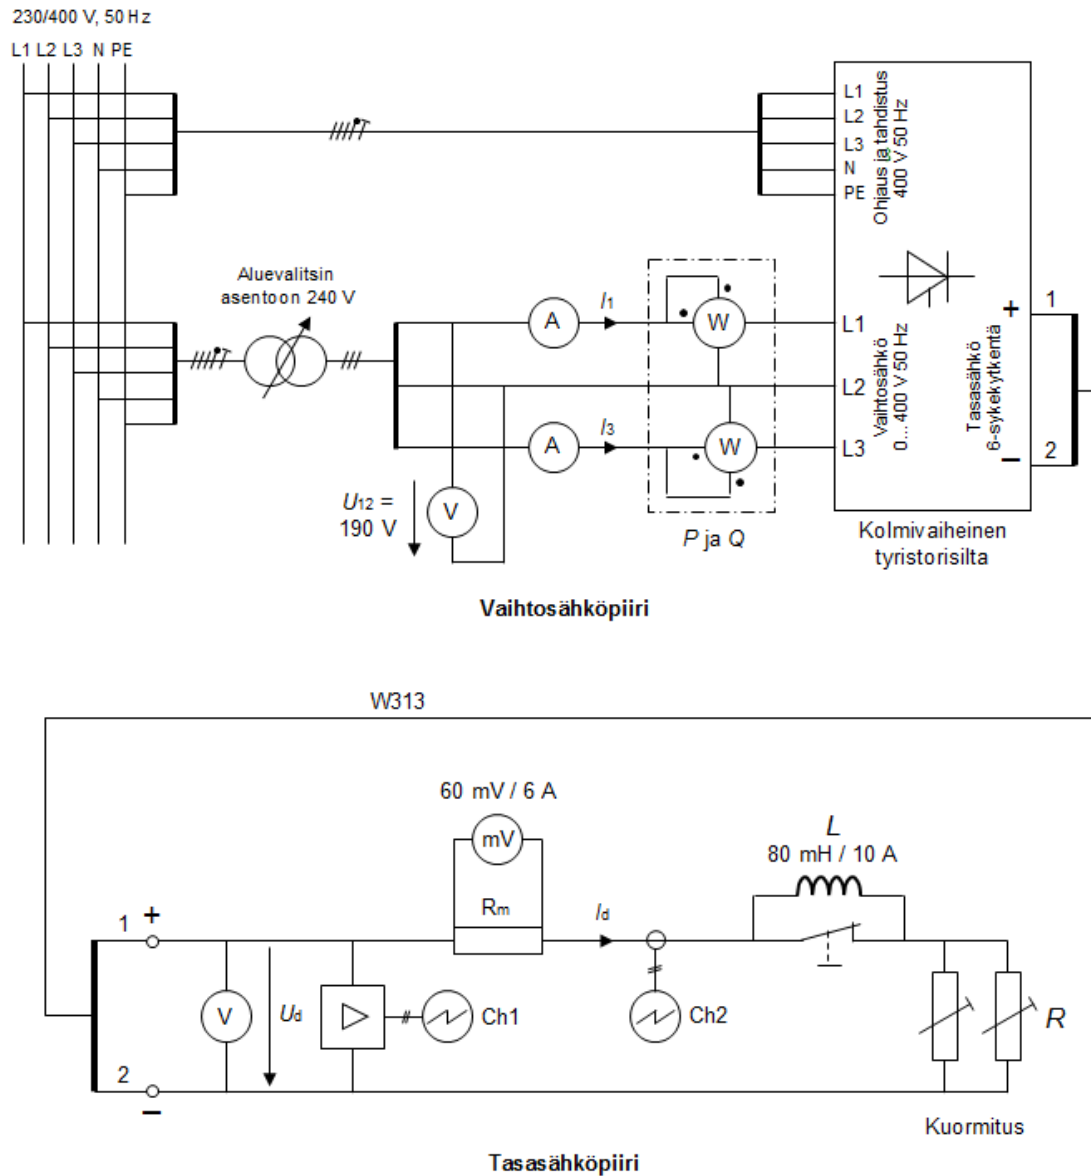 230/400 V, 50 Hz
L1 L2 L3 N PE
L1
L2
L3
N
PE
Ohjaus ja tahdistus
400 V 50 Hz
Aluevalitsin
asentoon 240 V
A
I1
W
L1
L2
A
I3
W
L3
Vaihtosähkö
0... 400 V 50 Hz
Tasasähkö
6-sykekytkentä
+
1
−
2
U12 =
190 V
V
P ja Q
Kolmivaiheinen
tyristorisilta
Vaihtosähköpiiri
W313
60 mV / 6 A
mV
Rm
Id
L
80 mH / 10 A
1
+
V
Ud
Ch1
Ch2
R
2
−
Kuormitus
Tasasähköpiiri